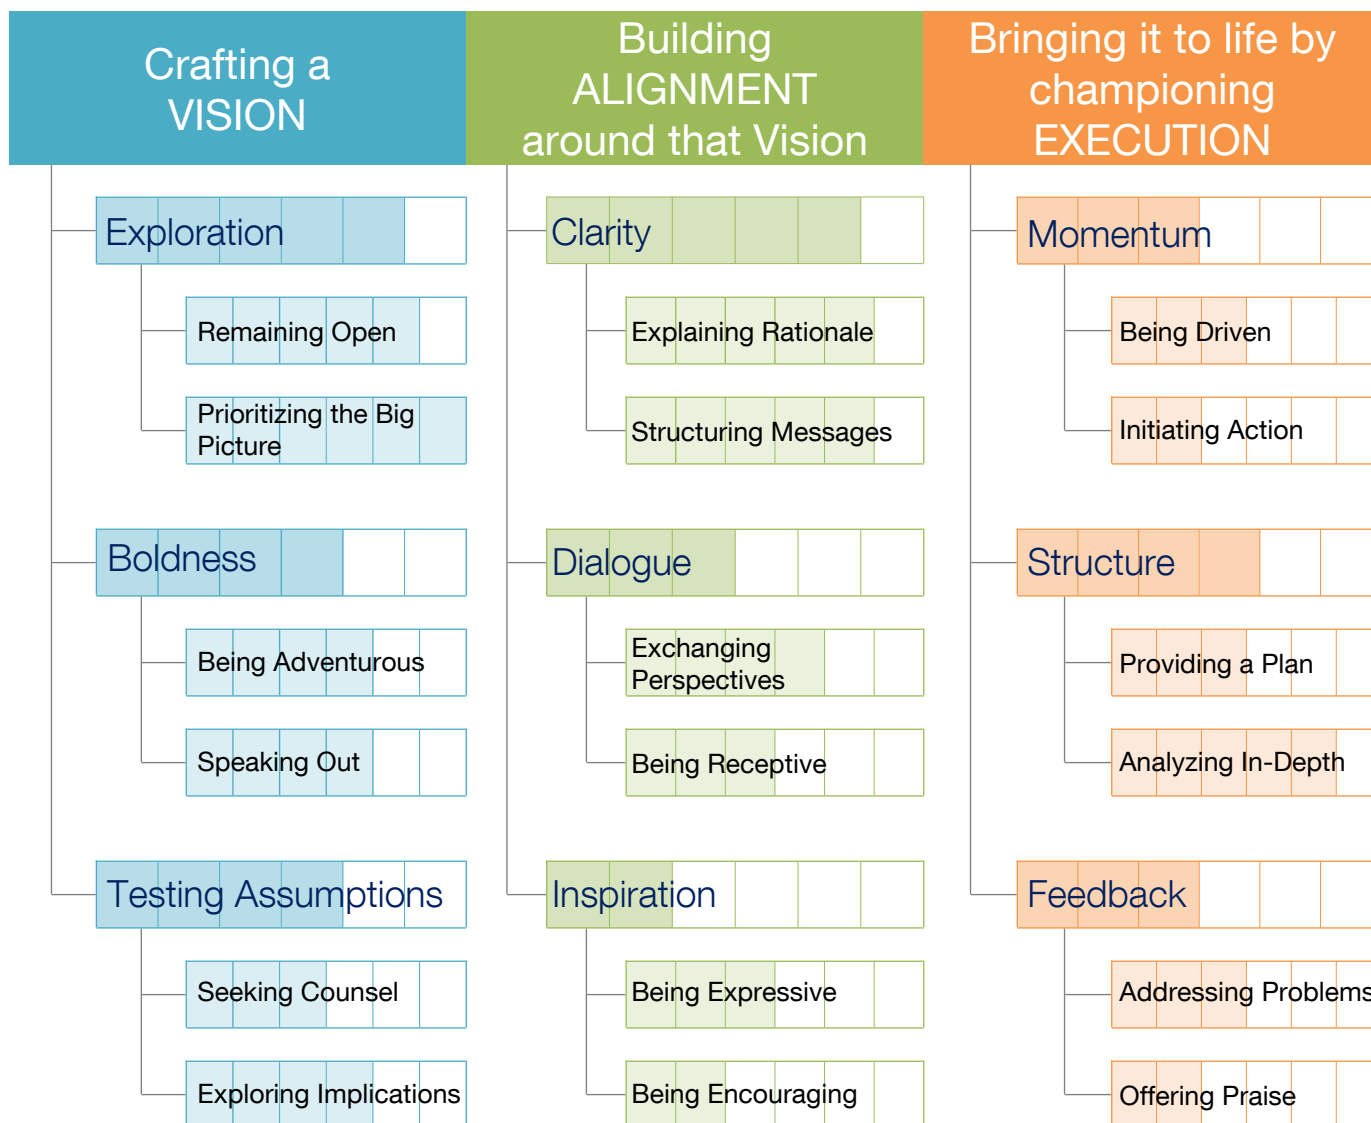 Crafting a
VISION
Building
ALIGNMENT
around that Vision
Bringing it to life by
championing
EXECUTION
Exploration
Remaining Open
Prioritizing the Big
Picture
Boldness
Being Adventurous
Speaking Out
Testing Assumptions
Seeking Counsel
Exploring Implications
Clarity
Explaining Rationale
Structuring Messages
Dialogue
Exchanging
Perspectives
Being Receptive
Inspiration
Being Expressive
Being Encouraging
Momentum
Being Driven
Initiating Action
Structure
Providing a Plan
Analyzing In-Depth
Feedback
Addressing Problems
Offering Praise